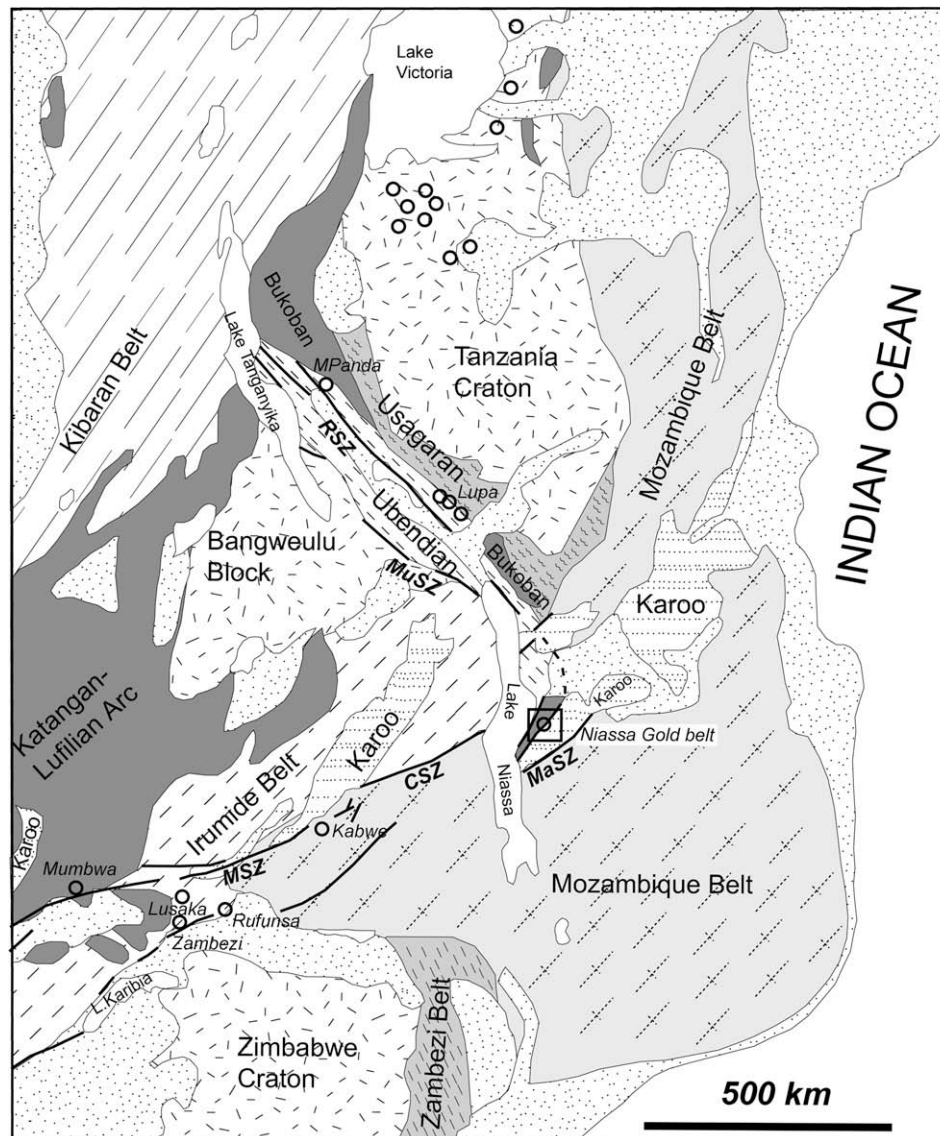 Lake
Victoria
Kibaran Belt
Lake Tanganyika
Bukoban
MPanda
Tanzania
Craton
Mozambique Belt
INDIAN OCEAN
RSZ
Usagaran
Lupa
Ubendian
Bangweulu
Block
MuSZ
Bukoban
Karoo
Katangan-
Lufilian Arc
Karoo
Lake
Niassa
Karoo
Niassa Gold belt
MaSZ
CSZ
Irumide Belt
Karoo
Kabwe
MSZ
Mumbwa
Lusaka
Rufunsa
Zambezi
Mozambique Belt
L.Karibia
Zimbabwe
Craton
Zambezi Belt
500 km